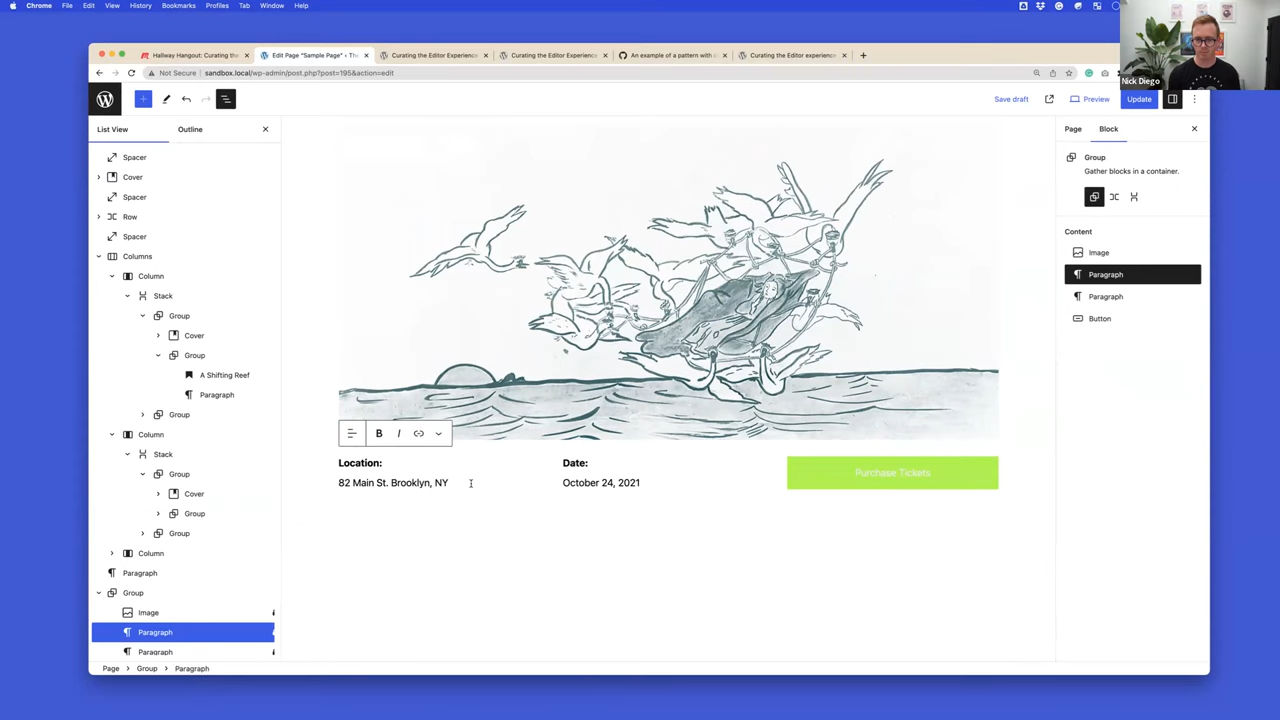 Chrome File Edit View History Bookmarks Profiles Tab Window Help
Nick Diego
Hallway Hangout: Curating the
Edit Page "Sample Page" ‹ The
Curating the Editor Experience
Curating the Editor Experience
An example of a pattern with
Curating the Editor experience
Not Secure | sandbox.local/wp-admin/post.php?post=195&action=edit
Save draft
Preview
Update
List View
Outline
Spacer
Cover
Spacer
Row
Spacer
Columns
Column
Stack
Group
Cover
Group
A Shifting Reef
Paragraph
Group
Column
Stack
Group
Cover
Group
Group
Column
Paragraph
Group
Image
Paragraph
Paragraph
Page > Group > Paragraph
B I
Location:
82 Main St. Brooklyn, NY
Date:
October 24, 2021
Purchase Tickets
Page
Block
Group
Gather blocks in a container.
Content
Image
Paragraph
Paragraph
Button